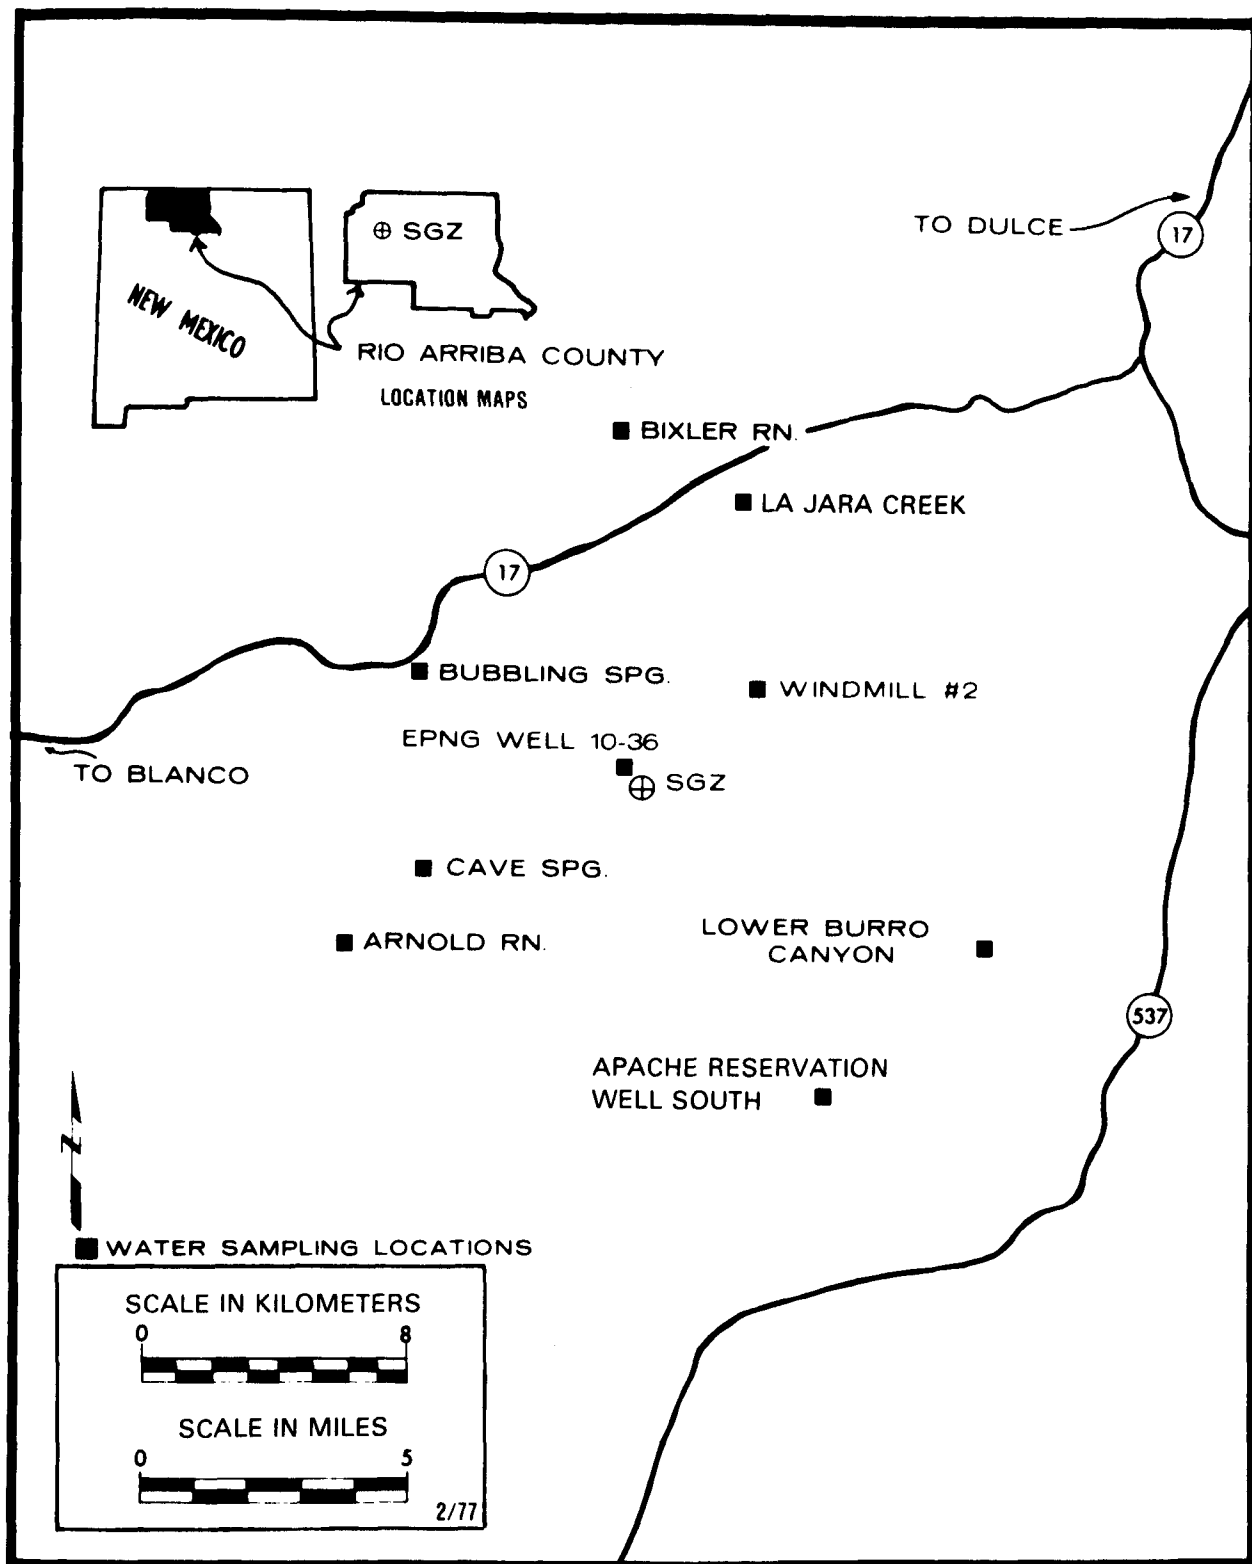 TO DULCE
17
⊕ SGZ
NEW MEXICO
RIO ARRIBA COUNTY
LOCATION MAPS
BIXLER RN.
LA JARA CREEK
17
BUBBLING SPG.
WINDMILL #2
EPNG WELL 10-36
SGZ
TO BLANCO
CAVE SPG.
ARNOLD RN.
LOWER BURRO
CANYON
537
APACHE RESERVATION
WELL SOUTH
N
WATER SAMPLING LOCATIONS
SCALE IN KILOMETERS
0 8
SCALE IN MILES
0 5
2/77